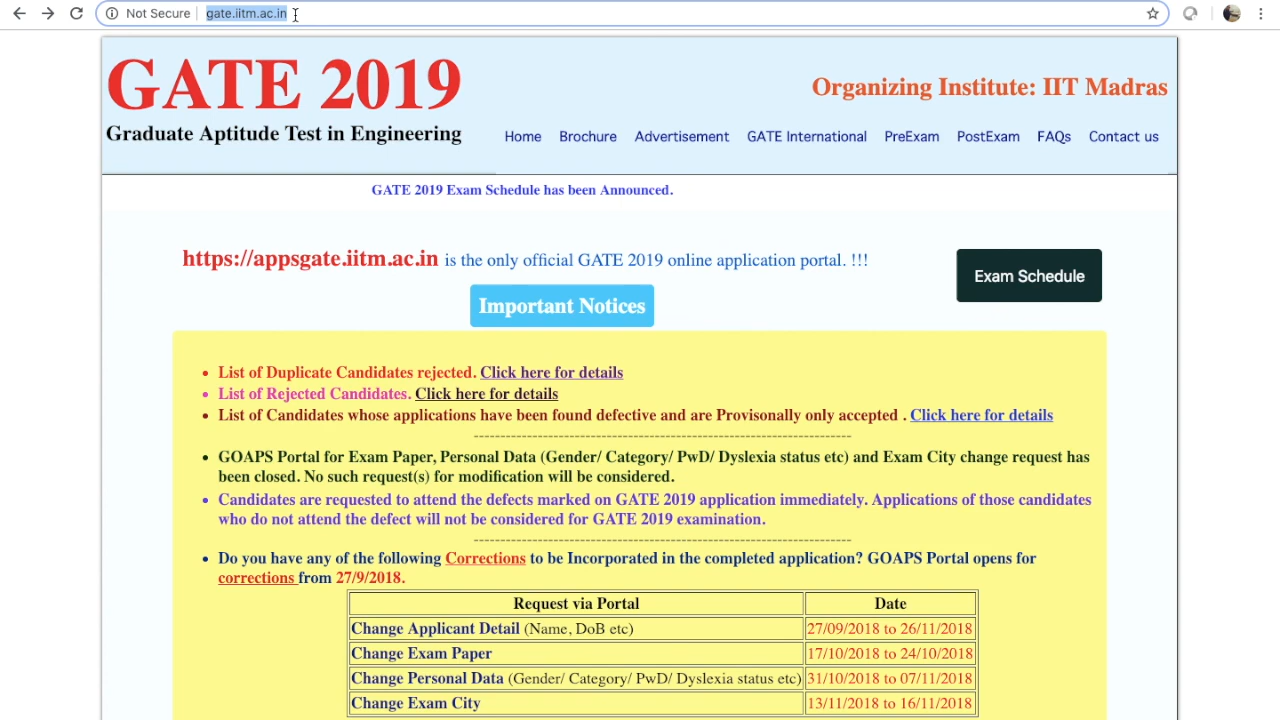 Not Secure | gate.iitm.ac.in
GATE 2019
Organizing Institute: IIT Madras
Graduate Aptitude Test in Engineering
Home Brochure Advertisement GATE International PreExam PostExam FAQs Contact us
GATE 2019 Exam Schedule has been Announced.
https://appsgate.iitm.ac.in is the only official GATE 2019 online application portal. !!!
Exam Schedule
Important Notices
• List of Duplicate Candidates rejected. Click here for details
• List of Rejected Candidates. Click here for details
• List of Candidates whose applications have been found defective and are Provisonally only accepted . Click here for details
----------------------------------------------------------------------
• GOAPS Portal for Exam Paper, Personal Data (Gender/ Category/ PwD/ Dyslexia status etc) and Exam City change request has
been closed. No such request(s) for modification will be considered.
• Candidates are requested to attend the defects marked on GATE 2019 application immediately. Applications of those candidates
who do not attend the defect will not be considered for GATE 2019 examination.
----------------------------------------------------------------------
• Do you have any of the following Corrections to be Incorporated in the completed application? GOAPS Portal opens for
corrections from 27/9/2018.
Request via Portal Date
Change Applicant Detail (Name, DoB etc) 27/09/2018 to 26/11/2018
Change Exam Paper 17/10/2018 to 24/10/2018
Change Personal Data (Gender/ Category/ PwD/ Dyslexia status etc) 31/10/2018 to 07/11/2018
Change Exam City 13/11/2018 to 16/11/2018